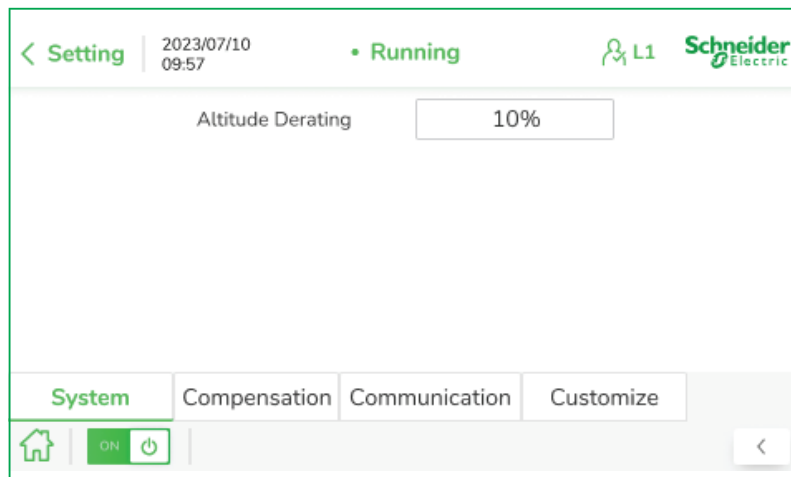 Setting
2023/07/10
09:57
• Running
L1
Schneider
Electric
Altitude Derating 10%
System Compensation Communication Customize
ON